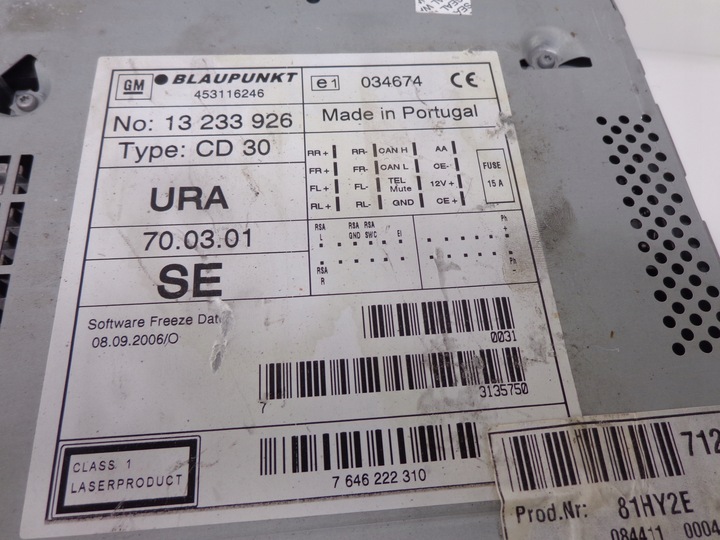 GM BLAUPUNKT
453116246
e1 034674 CE
No: 13 233 926
Made in Portugal
Type: CD 30
RR+ RR- CAN H AA
FR+ FR- CAN L CE-
FL+ FL- TEL Mute 12V+
RL+ RL- GND CE+
FUSE
15 A
URA
70.03.01
SE
RSA L RSA GND RSA SWC EI Ph +
RSA R Ph -
Software Freeze Date
08.09.2006/O
0031
7 3135750
7 646 222 310
CLASS 1
LASERPRODUCT
712
Prod.Nr: 81HY2E
084411 0004